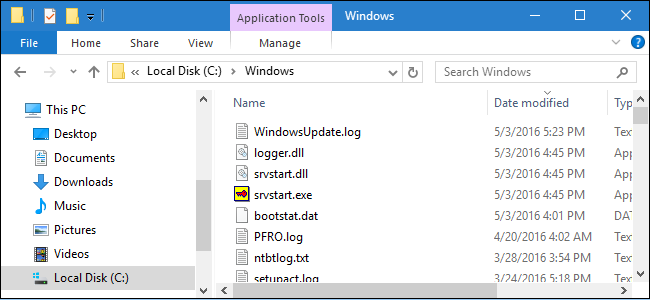 Application Tools Windows
File Home Share View Manage
Local Disk (C:) Windows Search Windows
This PC
Desktop
Documents
Downloads
Music
Pictures
Videos
Local Disk (C:)
Name Date modified Typ
WindowsUpdate.log 5/3/2016 5:23 PM Tex
logger.dll 5/3/2016 4:45 PM App
srvstart.dll 5/3/2016 4:45 PM App
srvstart.exe 5/3/2016 4:45 PM App
bootstat.dat 5/3/2016 4:01 PM DAT
PFRO.log 4/20/2016 4:02 AM Tex
ntbtlog.txt 3/28/2016 3:54 PM Tex
setupact.log 3/24/2016 5:18 PM Tex